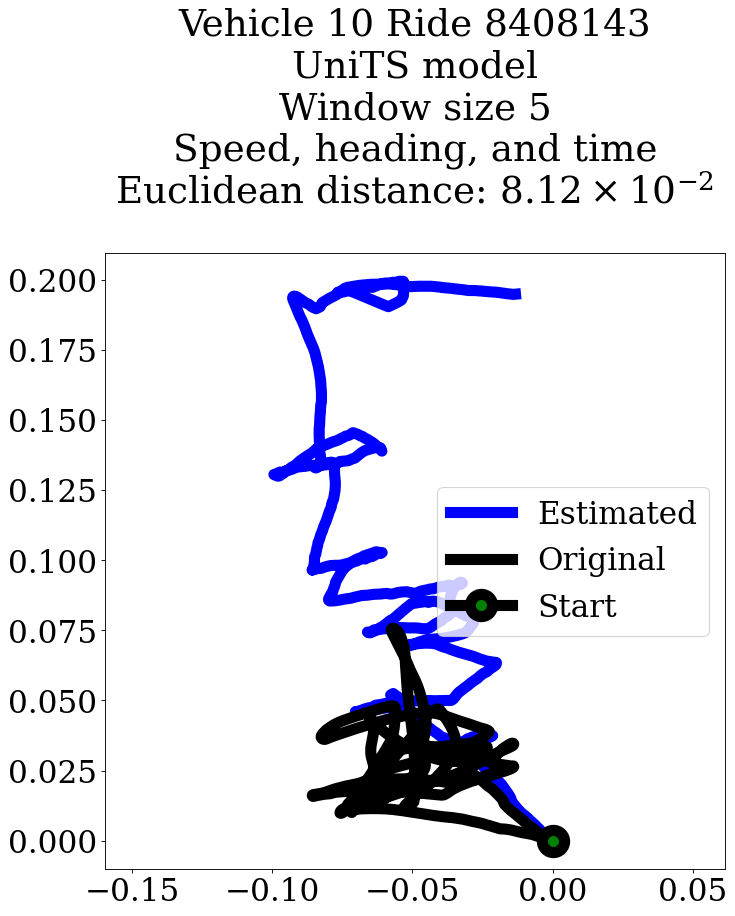 Vehicle 10 Ride 8408143
UniTS model
Window size 5
Speed, heading, and time
Euclidean distance: 8.12 × 10⁻²
0.200
0.175
0.150
0.125
0.100
0.075
0.050
0.025
0.000
Estimated
Original
Start
−0.15 −0.10 −0.05 0.00 0.05